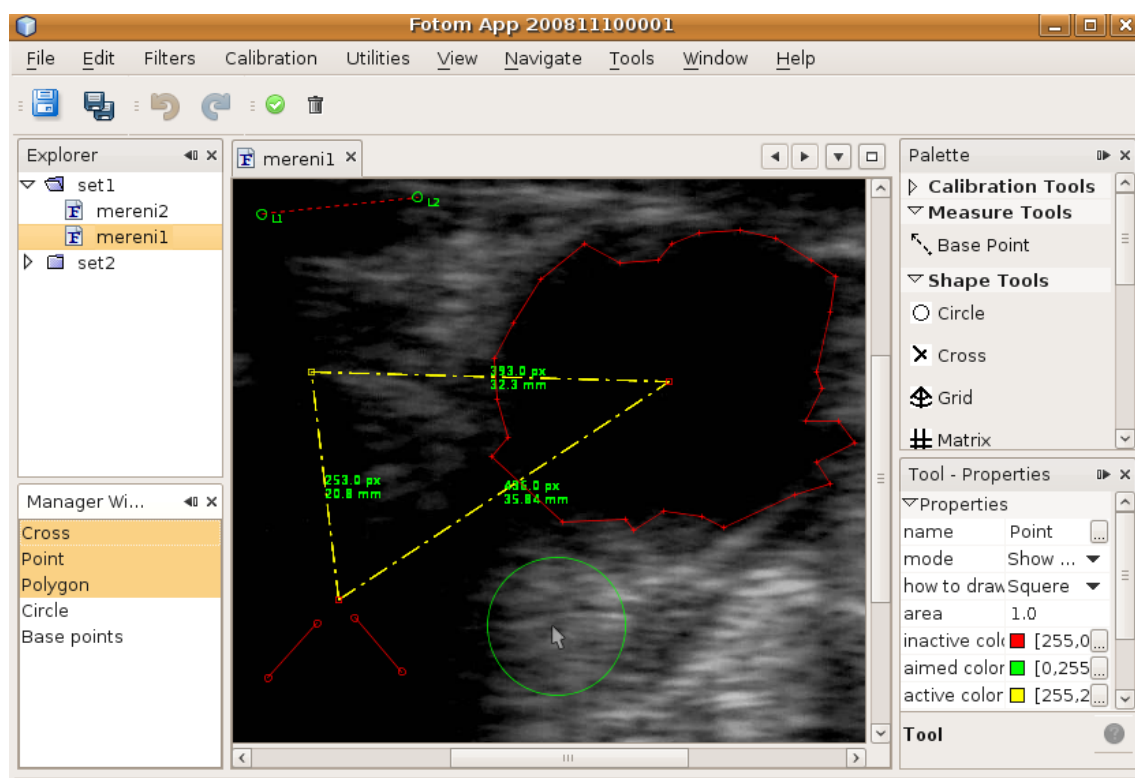 Fotom App 200811100001
File Edit Filters Calibration Utilities View Navigate Tools Window Help
Explorer
set1
mereni2
mereni1
set2
Manager Wi...
Cross
Point
Polygon
Circle
Base points
mereni1
L1
L2
393.0 px
32.3 mm
253.0 px
20.8 mm
436.0 px
35.84 mm
Palette
Calibration Tools
Measure Tools
Base Point
Shape Tools
Circle
Cross
Grid
Matrix
Tool - Properties
Properties
name Point ...
mode Show ...
how to draw Squere
area 1.0
inactive colo [255,0 ...
aimed color [0,255 ...
active color [255,2 ...
Tool